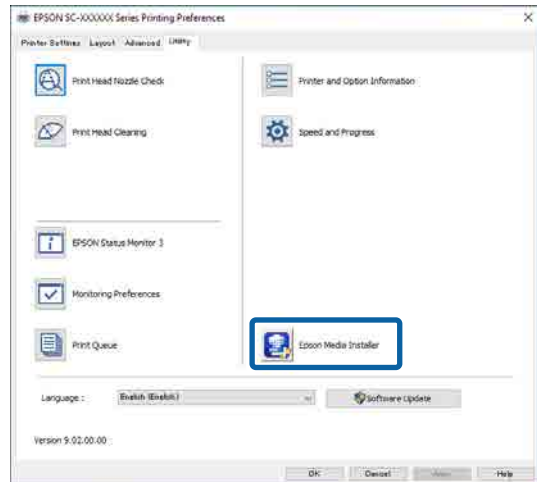 EPSON SC-XXXXXX Series Printing Preferences
Printer Settings Layout Advanced Utility
Print Head Nozzle Check
Print Head Cleaning
EPSON Status Monitor 3
Monitoring Preferences
Print Queue
Printer and Option Information
Speed and Progress
Epson Media Installer
Language : English (English)
Software Update
Version 9.02.00.00
OK Cancel Help